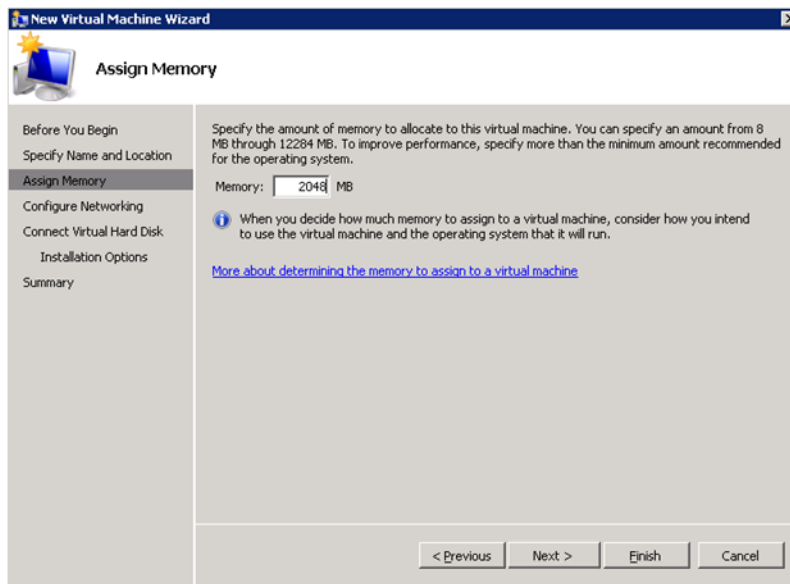 New Virtual Machine Wizard
Assign Memory
Before You Begin
Specify Name and Location
Assign Memory
Configure Networking
Connect Virtual Hard Disk
Installation Options
Summary
Specify the amount of memory to allocate to this virtual machine. You can specify an amount from 8
MB through 12284 MB. To improve performance, specify more than the minimum amount recommended
for the operating system.
Memory: 2048 MB
When you decide how much memory to assign to a virtual machine, consider how you intend
to use the virtual machine and the operating system that it will run.
More about determining the memory to assign to a virtual machine
< Previous Next > Finish Cancel